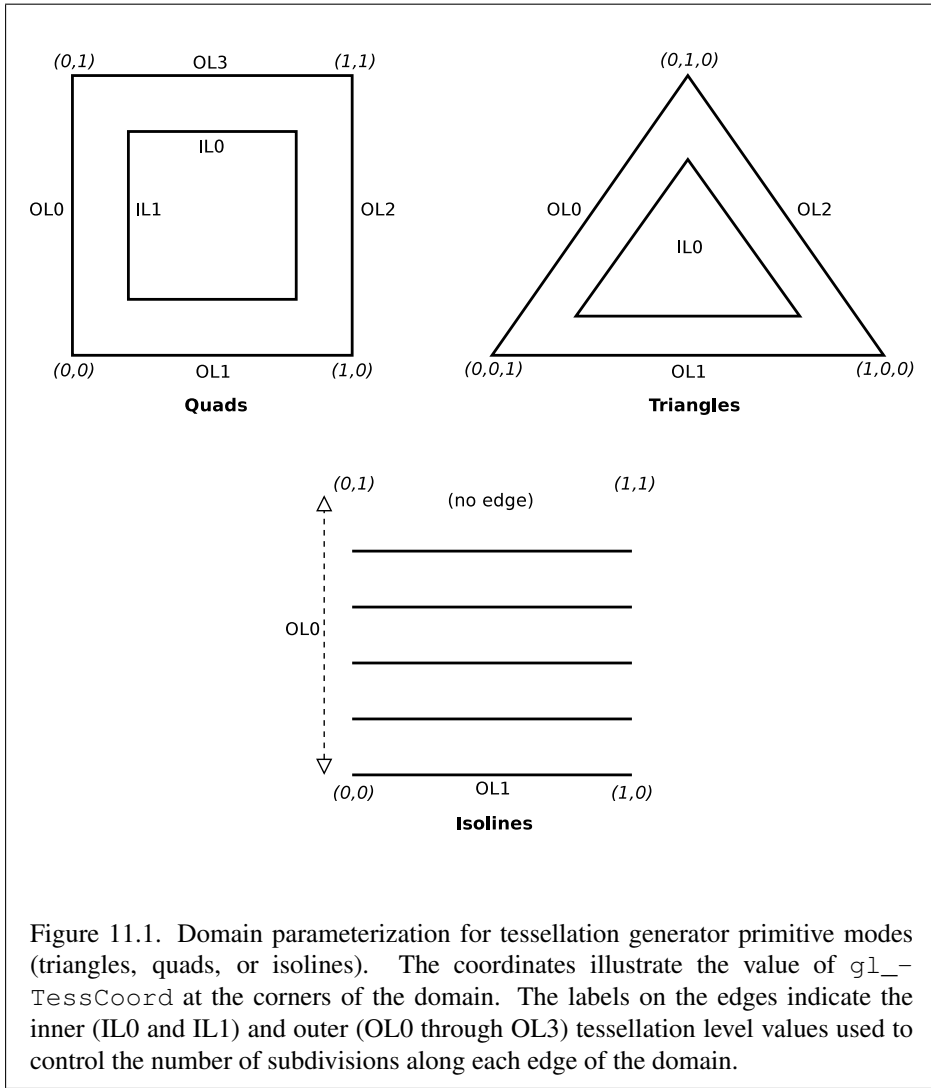 (0,1) OL3 (1,1)
IL0
OL0 IL1 OL2
(0,0) OL1 (1,0)
Quads
(0,1,0)
OL0 OL2
IL0
(0,0,1) OL1 (1,0,0)
Triangles
(0,1) (no edge) (1,1)
OL0
(0,0) OL1 (1,0)
Isolines
Figure 11.1. Domain parameterization for tessellation generator primitive modes
(triangles, quads, or isolines). The coordinates illustrate the value of gl_-
TessCoord at the corners of the domain. The labels on the edges indicate the
inner (IL0 and IL1) and outer (OL0 through OL3) tessellation level values used to
control the number of subdivisions along each edge of the domain.